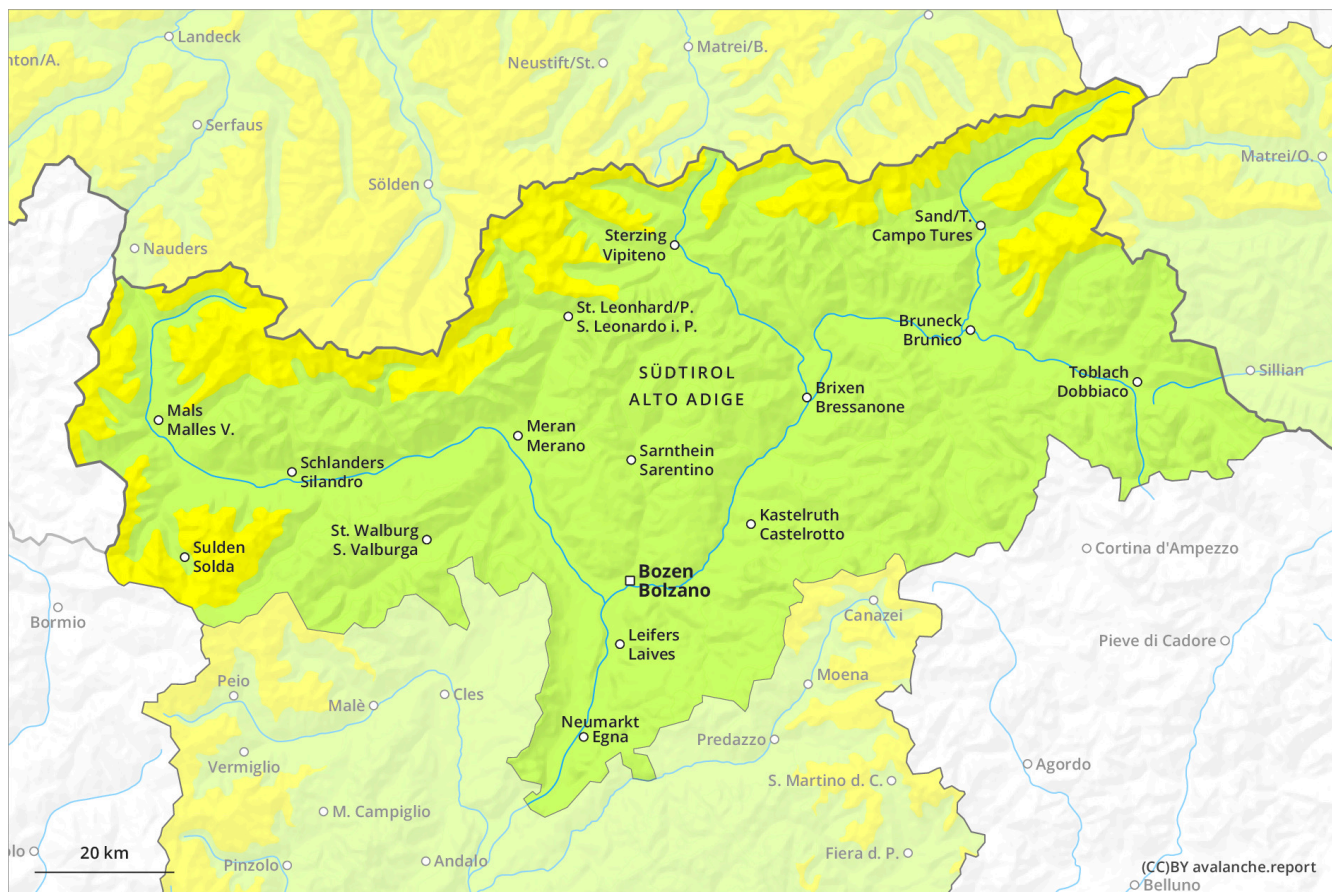 Landeck
nton/A.
Matrei/B.
Neustift/St.
Serfaus
Matrei/O.
Sölden
Sand/T.
Campo Tures
Sterzing
Vipiteno
Nauders
St. Leonhard/P.
S. Leonardo i. P.
Bruneck
Brunico
SÜDTIROL
ALTO ADIGE
Toblach
Dobbiaco
Sillian
Brixen
Bressanone
Mals
Malles V.
Meran
Merano
Sarnthein
Sarentino
Schlanders
Silandro
Kastelruth
Castelrotto
St. Walburg
S. Valburga
Sulden
Solda
Cortina d'Ampezzo
Bozen
Bolzano
Bormio
Canazei
Leifers
Laives
Pieve di Cadore
Moena
Peio
Cles
Malè
Neumarkt
Egna
Predazzo
Vermiglio
Agordo
S. Martino d. C.
M. Campiglio
olo
20 km
Pinzolo
Andalo
Fiera d. P.
(CC)BY avalanche.report
Belluno